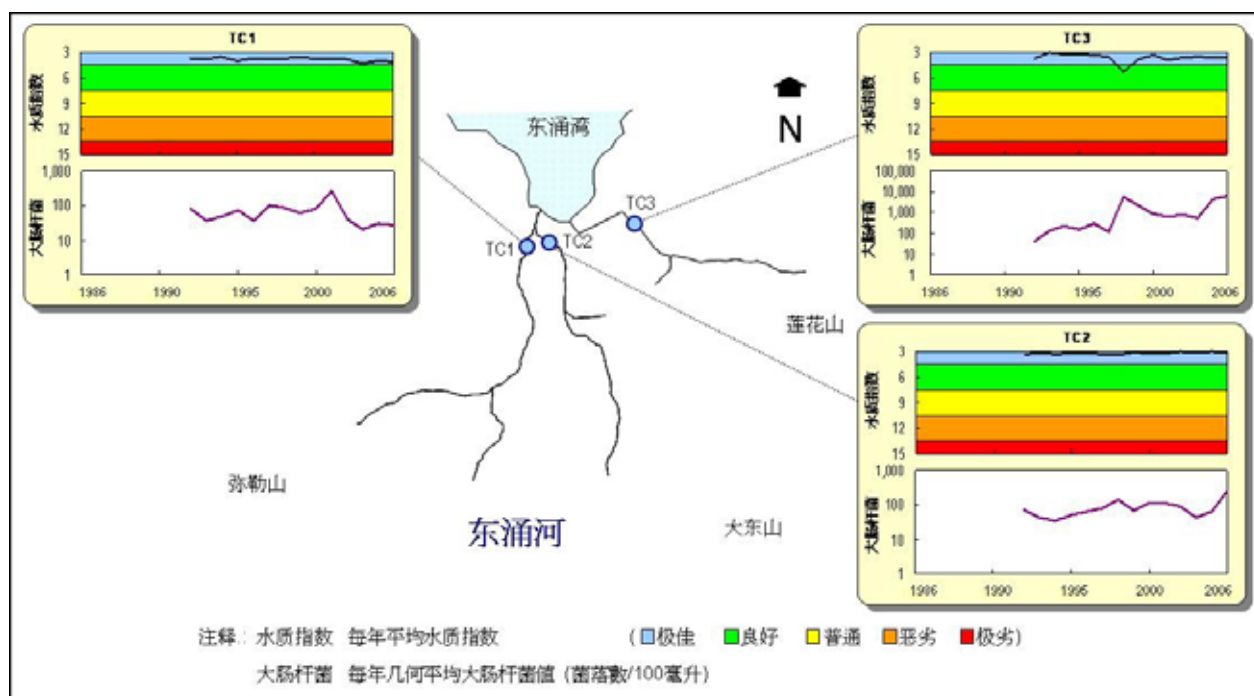 TC1
水质指数
3
6
9
12
15
大肠杆菌
1,000
100
10
1
1986 1990 1995 2000 2006
TC3
水质指数
3
6
9
12
15
大肠杆菌
100,000
10,000
1,000
100
10
1
1986 1990 1995 2000 2006
东涌湾
N
TC1
TC2
TC3
莲花山
TC2
水质指数
3
6
9
12
15
大肠杆菌
1,000
100
10
1
1986 1990 1995 2000 2006
弥勒山
东涌河
大东山
注释: 水质指数 每年平均水质指数 (极佳 良好 普通 恶劣 极劣)
大肠杆菌 每年几何平均大肠杆菌值 (菌落數/100毫升)